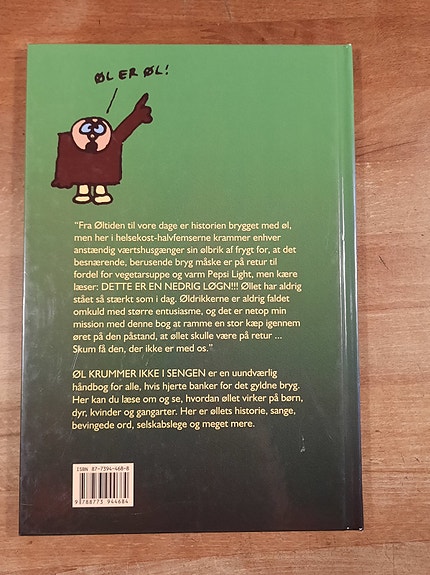 ØL ER ØL!
"Fra Øltiden til vore dage er historien brygget med øl,
men her i helsekost-halvfemserne krammer enhver
anstændig værtshusgænger sin ølbrik af frygt for, at det
besnærende, berusende bryg måske er på retur til
fordel for vegetarsuppe og varm Pepsi Light, men kære
læser: DETTE ER EN NEDRIG LØGN!!! Øllet har aldrig
stået så stærkt som i dag. Øldrikkerne er aldrig faldet
omkuld med større entusiasme, og det er netop min
mission med denne bog at ramme en stor kæp igennem
øret på den påstand, at øllet skulle være på retur ...
Skum få den, der ikke er med os."
ØL KRUMMER IKKE I SENGEN er en uundværlig
håndbog for alle, hvis hjerte banker for det gyldne bryg.
Her kan du læse om og se, hvordan øllet virker på børn,
dyr, kvinder og gangarter. Her er øllets historie, sange,
bevingede ord, selskabslege og meget mere.
ISBN 87-7394-468-8
9 788773 944684